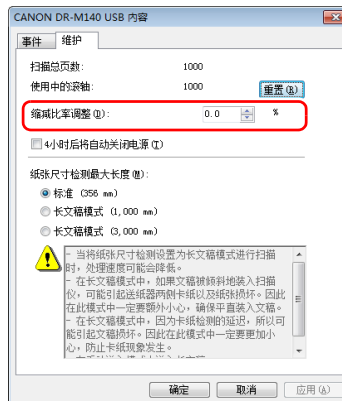 CANON DR-M140 USB 内容
事件 维护
扫描总页数: 1000
使用中的滚轴: 1000 重置(R)
缩减比率调整(D): 0.0 %
4小时后将自动关闭电源(T)
纸张尺寸检测最大长度(M):
标准 (356 mm)
长文稿模式 (1,000 mm)
长文稿模式 (3,000 mm)
- 当将纸张尺寸检测设置为长文稿模式进行扫描
时，处理速度可能会降低。
- 在长文稿模式中，如果文稿被倾斜地装入扫描
仪，可能引起送纸器两侧卡纸以及纸张损坏。因此
在此模式中一定要额外小心，确保平直装入文稿。
- 在长文稿模式中，因为卡纸检测的延迟，所以可
能引起文稿损坏。因此在此模式中一定要更加小
心，防止卡纸现象发生。
确定 取消 应用(A)